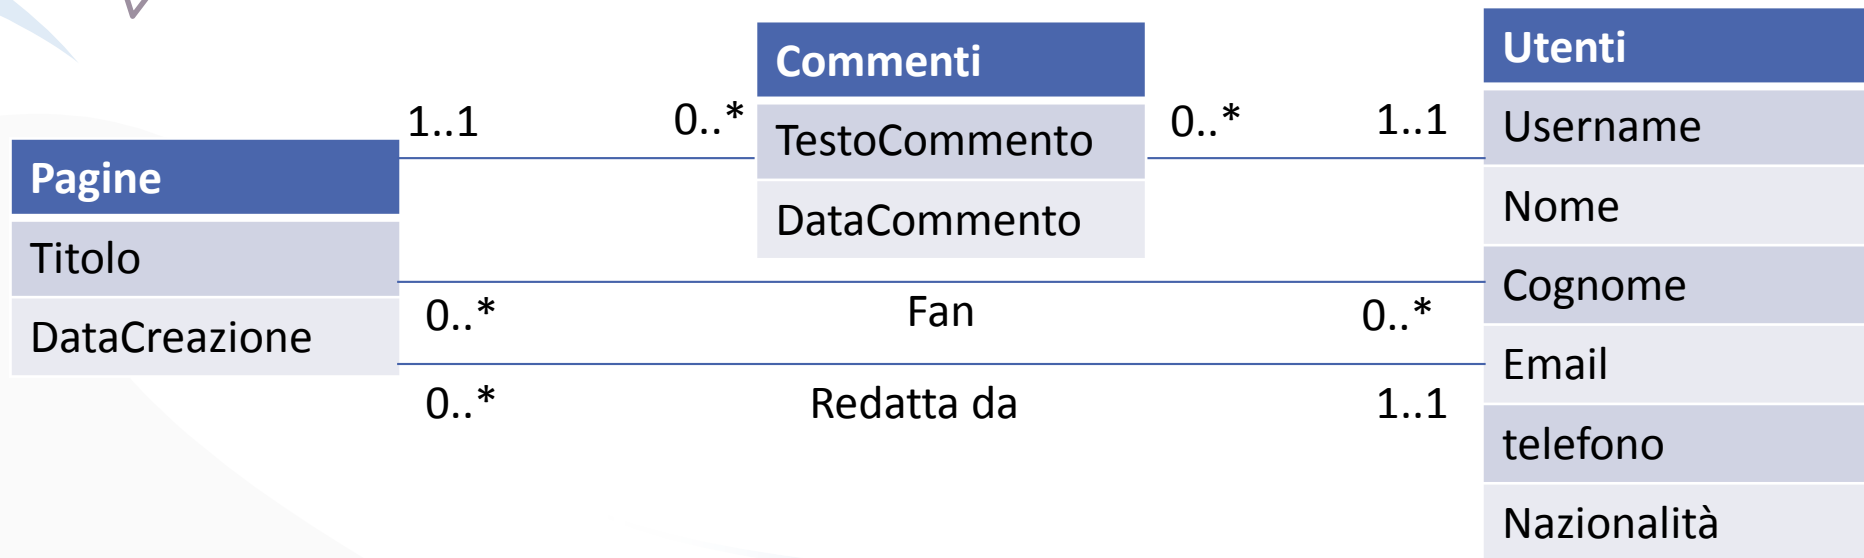 Commenti
TestoCommento
DataCommento
Utenti
Username
Nome
Cognome
Email
telefono
Nazionalità
Pagine
Titolo
DataCreazione
1..1
0..*
0..*
1..1
0..*
Fan
0..*
0..*
Redatta da
1..1